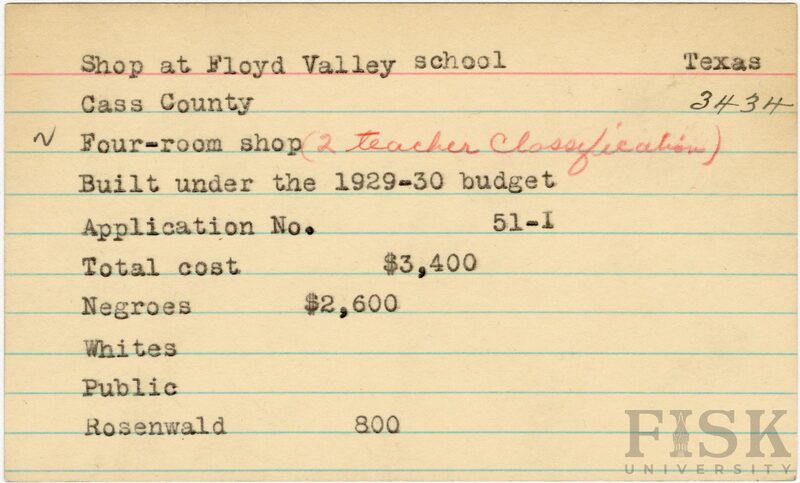 Shop at Floyd Valley school Texas
Cass County 3434
Four-room shop (2 teacher Classification)
Built under the 1929-30 budget
Application No. 51-I
Total cost $3,400
Negroes $2,600
Whites
Public
Rosenwald 800
FISK
UNIVERSITY